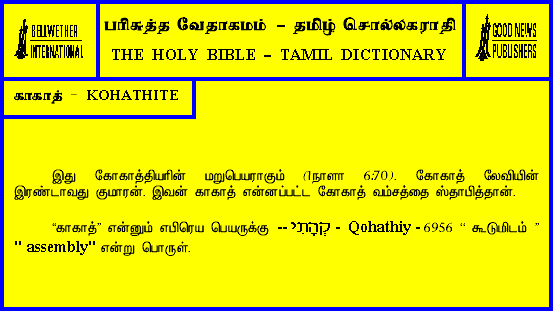 BELLWETHER
INTERNATIONAL
பரிசுத்த வேதாகமம் – தமிழ் சொல்லகராதி
THE HOLY BIBLE – TAMIL DICTIONARY
GOOD NEWS
PUBLISHERS
காகாத் – KOHATHITE
இது கோகாத்தியரின் மறுபெயராகும் (1நாளா 6:70). கோகாத் லேவியின்
இரண்டாவது குமாரன். இவன் காகாத் என்னப்பட்ட கோகாத் வம்சத்தை ஸ்தாபித்தான்.
“காகாத்” என்னும் எபிரெய பெயருக்கு -- קְהָתִי - Qohathiy - 6956 “ கூடுமிடம் ”
" assembly" என்று பொருள்.